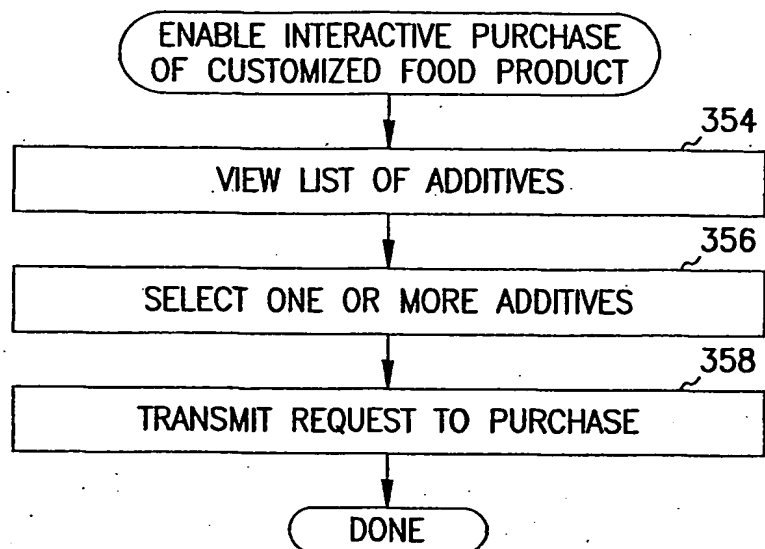 ENABLE INTERACTIVE PURCHASE
OF CUSTOMIZED FOOD PRODUCT
354
VIEW LIST OF ADDITIVES
356
SELECT ONE OR MORE ADDITIVES
358
TRANSMIT REQUEST TO PURCHASE
DONE